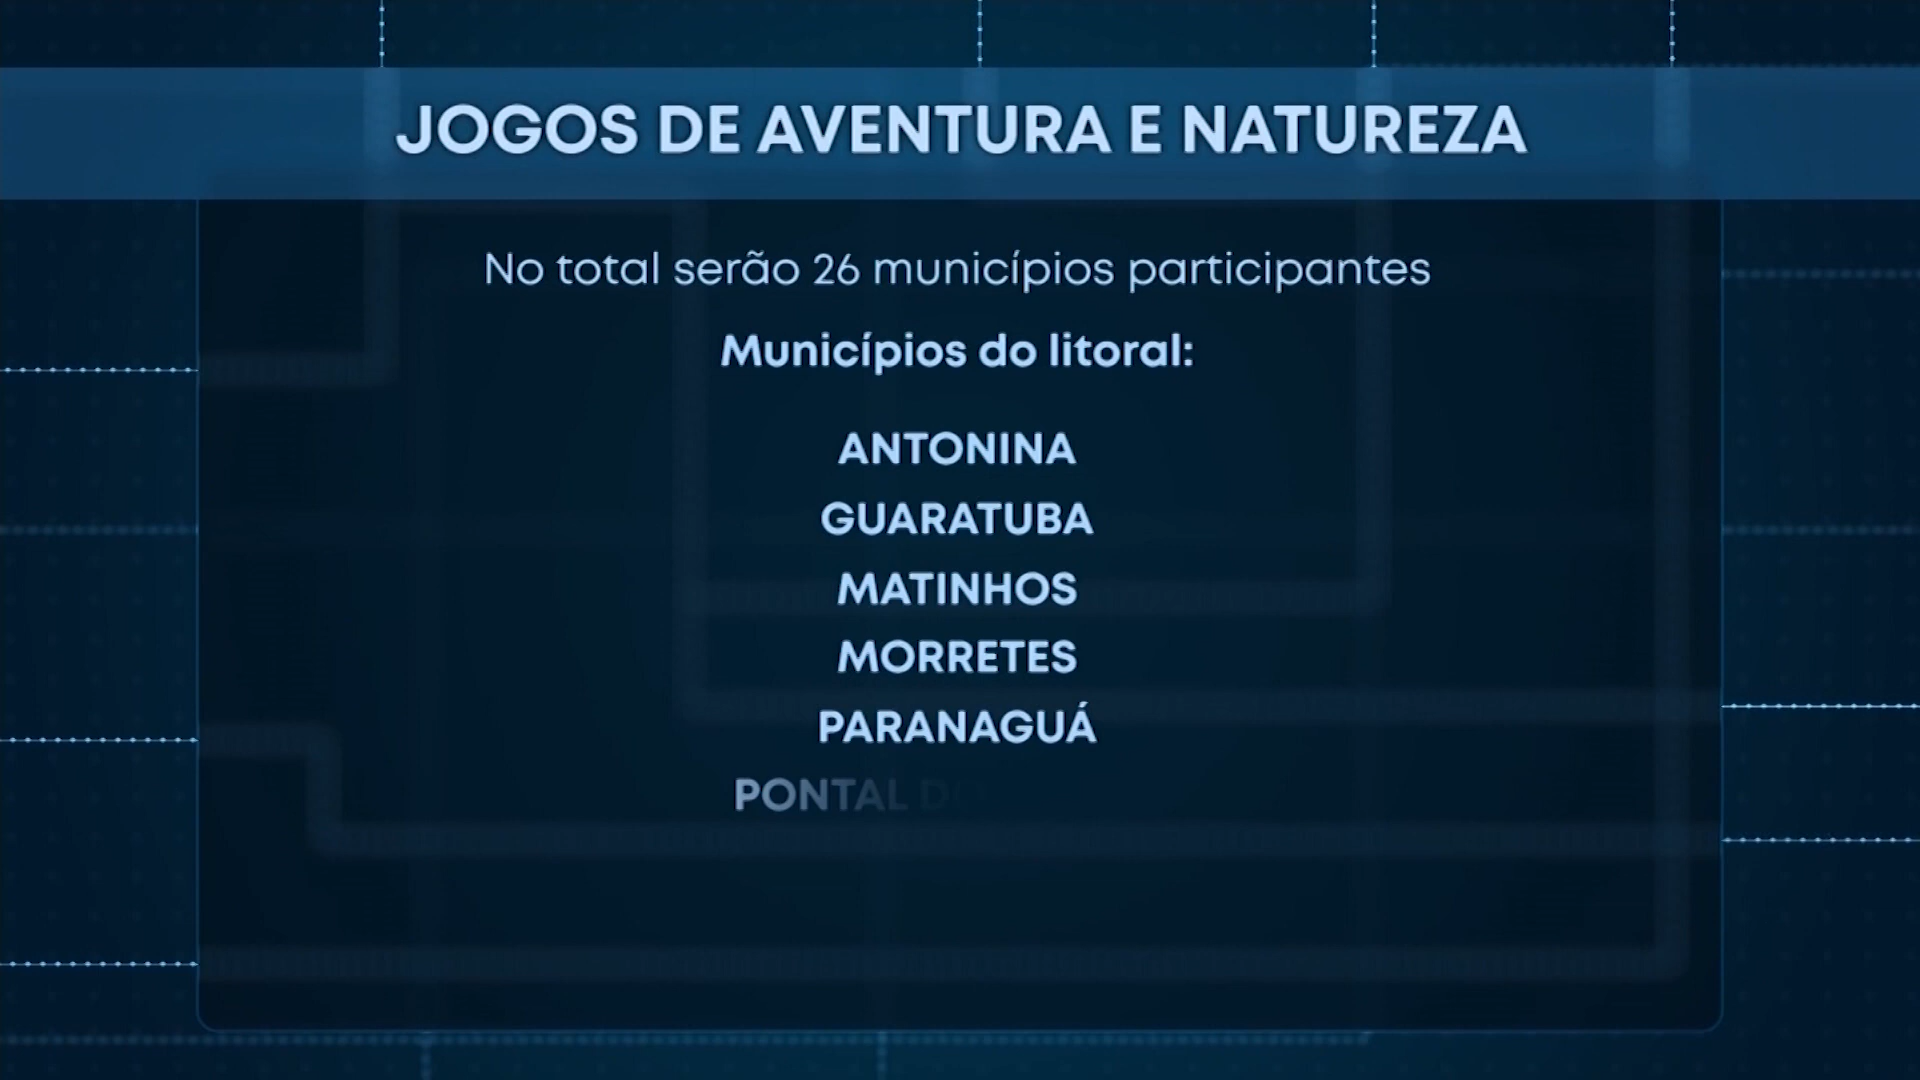 JOGOS DE AVENTURA E NATUREZA
No total serão 26 municípios participantes
Municípios do litoral:
ANTONINA
GUARATUBA
MATINHOS
MORRETES
PARANAGUÁ
PONTAL DO